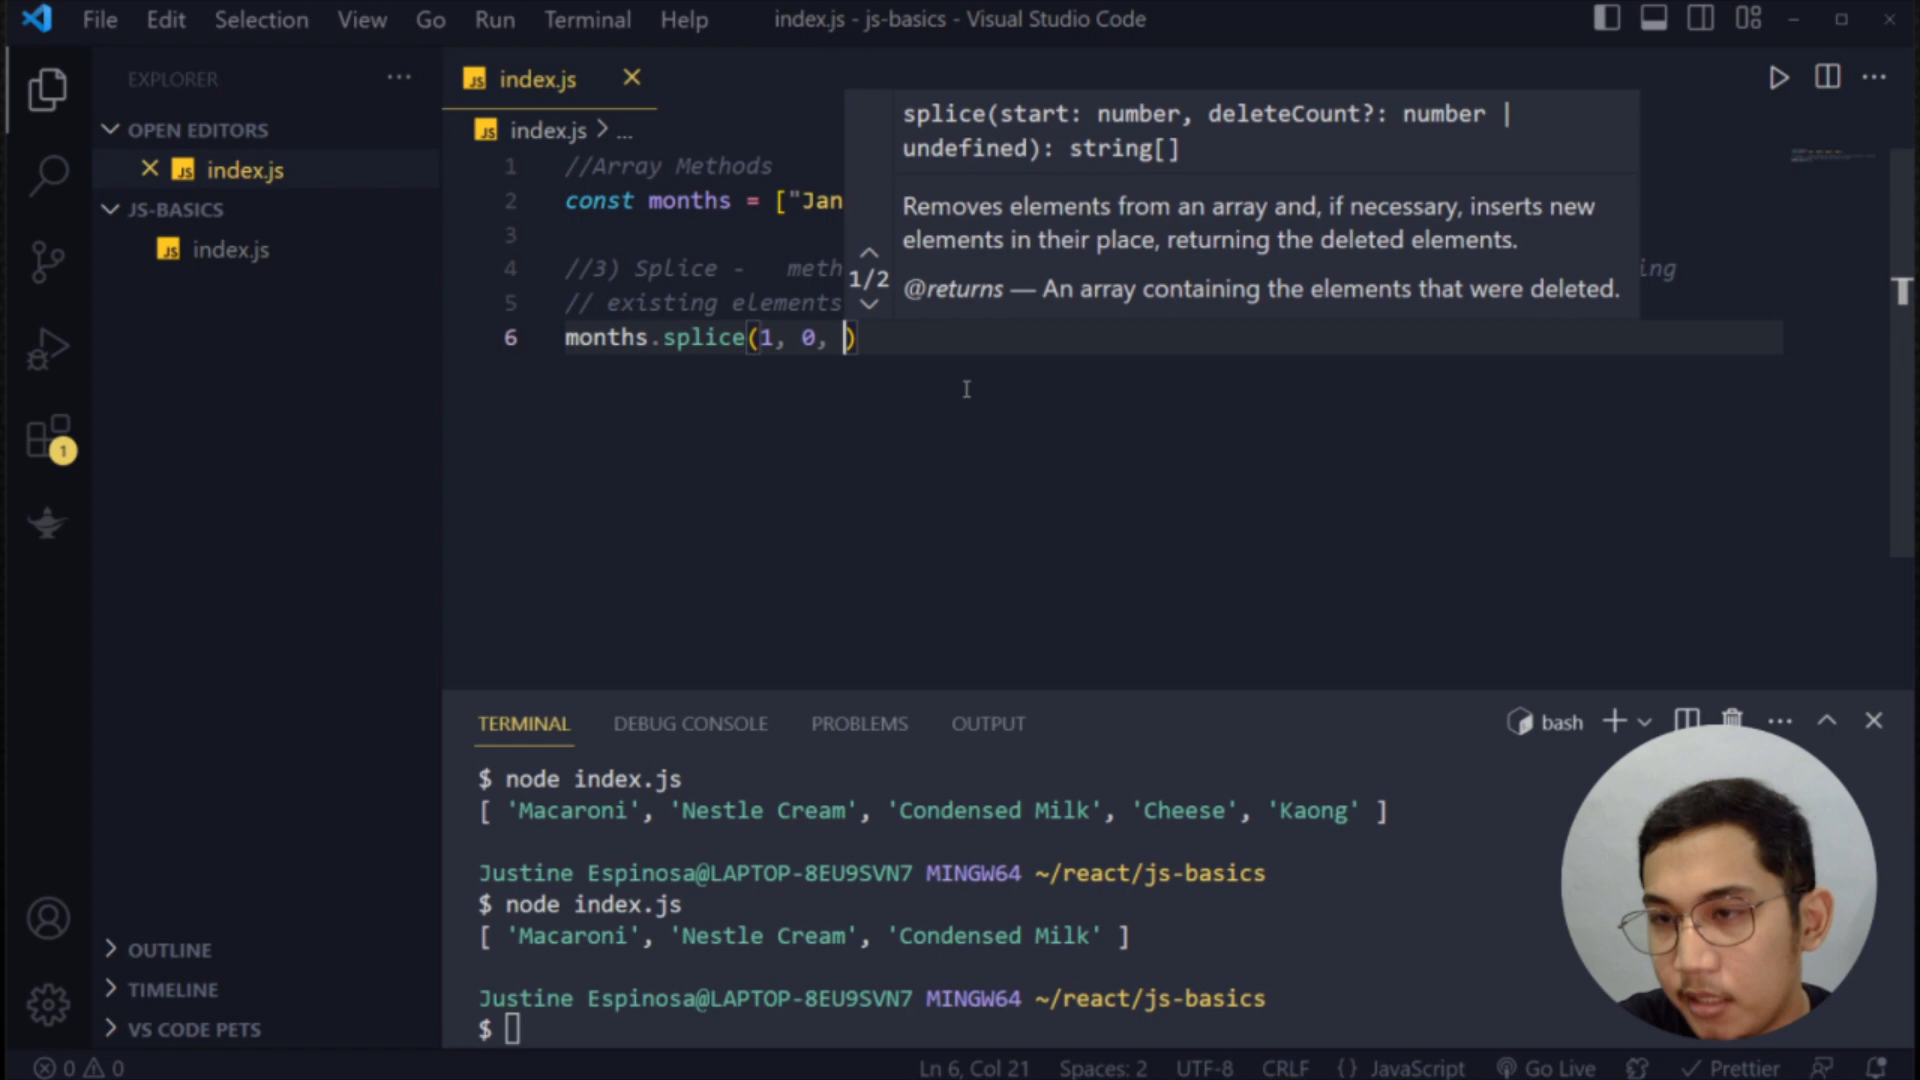 File Edit Selection View Go Run Terminal Help index.js - js-basics - Visual Studio Code
EXPLORER
OPEN EDITORS
JS index.js
JS-BASICS
JS index.js
OUTLINE
TIMELINE
VS CODE PETS
1
JS index.js
JS index.js > ...
1 //Array Methods
2 const months = ["Jan
3
4 //3) Splice - meth
ing
5 // existing elements
6 months.splice(1, 0, )
1/2
splice(start: number, deleteCount?: number |
undefined): string[]
Removes elements from an array and, if necessary, inserts new
elements in their place, returning the deleted elements.
@returns — An array containing the elements that were deleted.
TERMINAL DEBUG CONSOLE PROBLEMS OUTPUT bash
$ node index.js
[ 'Macaroni', 'Nestle Cream', 'Condensed Milk', 'Cheese', 'Kaong' ]
Justine Espinosa@LAPTOP-8EU9SVN7 MINGW64 ~/react/js-basics
$ node index.js
[ 'Macaroni', 'Nestle Cream', 'Condensed Milk' ]
Justine Espinosa@LAPTOP-8EU9SVN7 MINGW64 ~/react/js-basics
$
0 0 Ln 6, Col 21 Spaces: 2 UTF-8 CRLF {} JavaScript Go Live Prettier